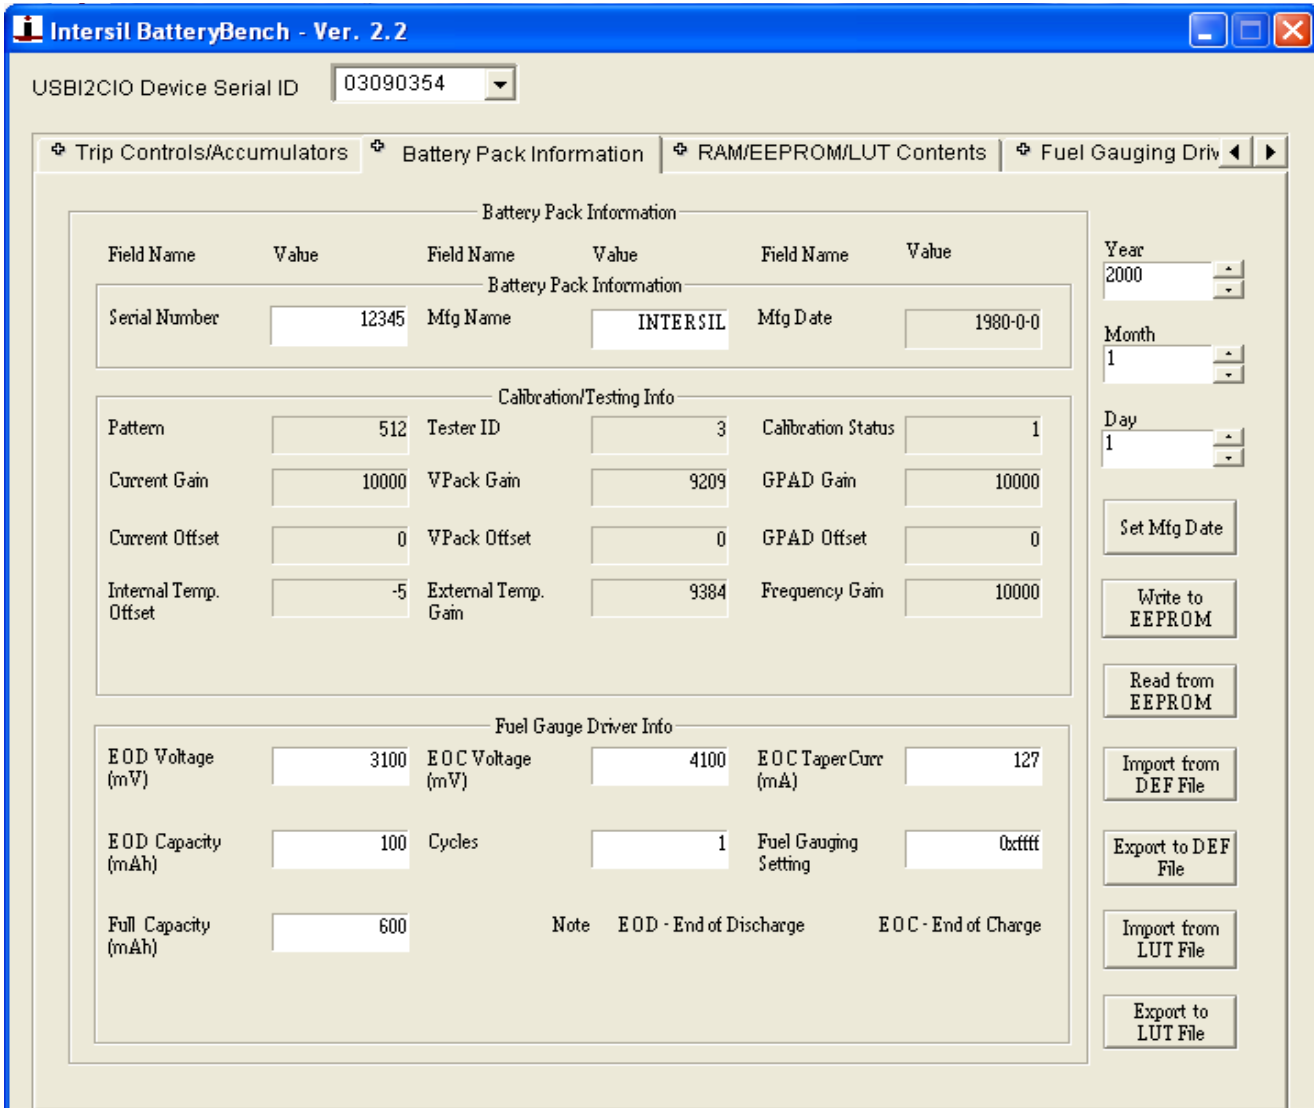 Intersil BatteryBench - Ver. 2.2
USBI2CIO Device Serial ID 03090354
Trip Controls/Accumulators Battery Pack Information RAM/EEPROM/LUT Contents Fuel Gauging Driv
Battery Pack Information
Field Name Value Field Name Value Field Name Value
Battery Pack Information
Serial Number 12345 Mfg Name INTERSIL Mfg Date 1980-0-0
Calibration/Testing Info
Pattern 512 Tester ID 3 Calibration Status 1
Current Gain 10000 VPack Gain 9209 GPAD Gain 10000
Current Offset 0 VPack Offset 0 GPAD Offset 0
Internal Temp. Offset -5 External Temp. Gain 9384 Frequency Gain 10000
Fuel Gauge Driver Info
EOD Voltage (mV) 3100 EOC Voltage (mV) 4100 EOC Taper Curr (mA) 127
EOD Capacity (mAh) 100 Cycles 1 Fuel Gauging Setting 0xffff
Full Capacity (mAh) 600 Note EOD - End of Discharge EOC - End of Charge
Year
2000
Month
1
Day
1
Set Mfg Date
Write to
EEPROM
Read from
EEPROM
Import from
DEF File
Export to DEF
File
Import from
LUT File
Export to
LUT File